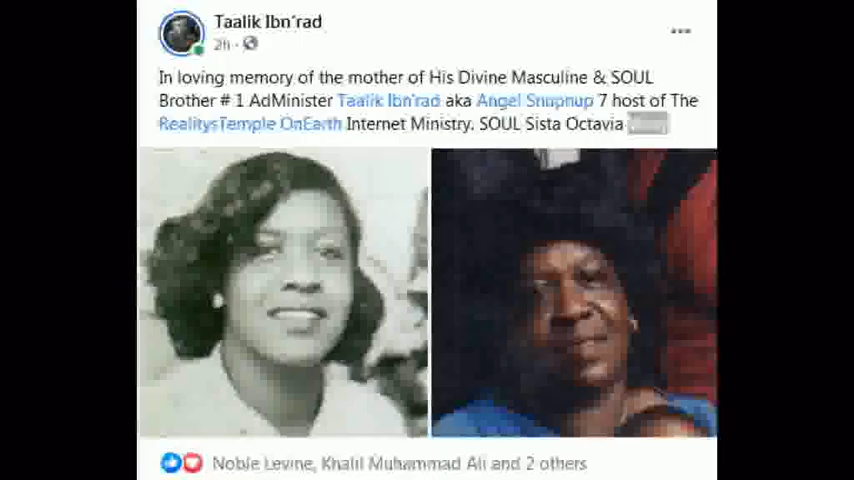 Taalik Ibn'rad
2h ·
In loving memory of the mother of His Divine Masculine & SOUL
Brother # 1 AdMinister Taalik Ibn'rad aka Angel Snupnup 7 host of The
RealitysTemple OnEarth Internet Ministry. SOUL Sista Octavia
Noble Levine, Khalil Muhammad Ali and 2 others